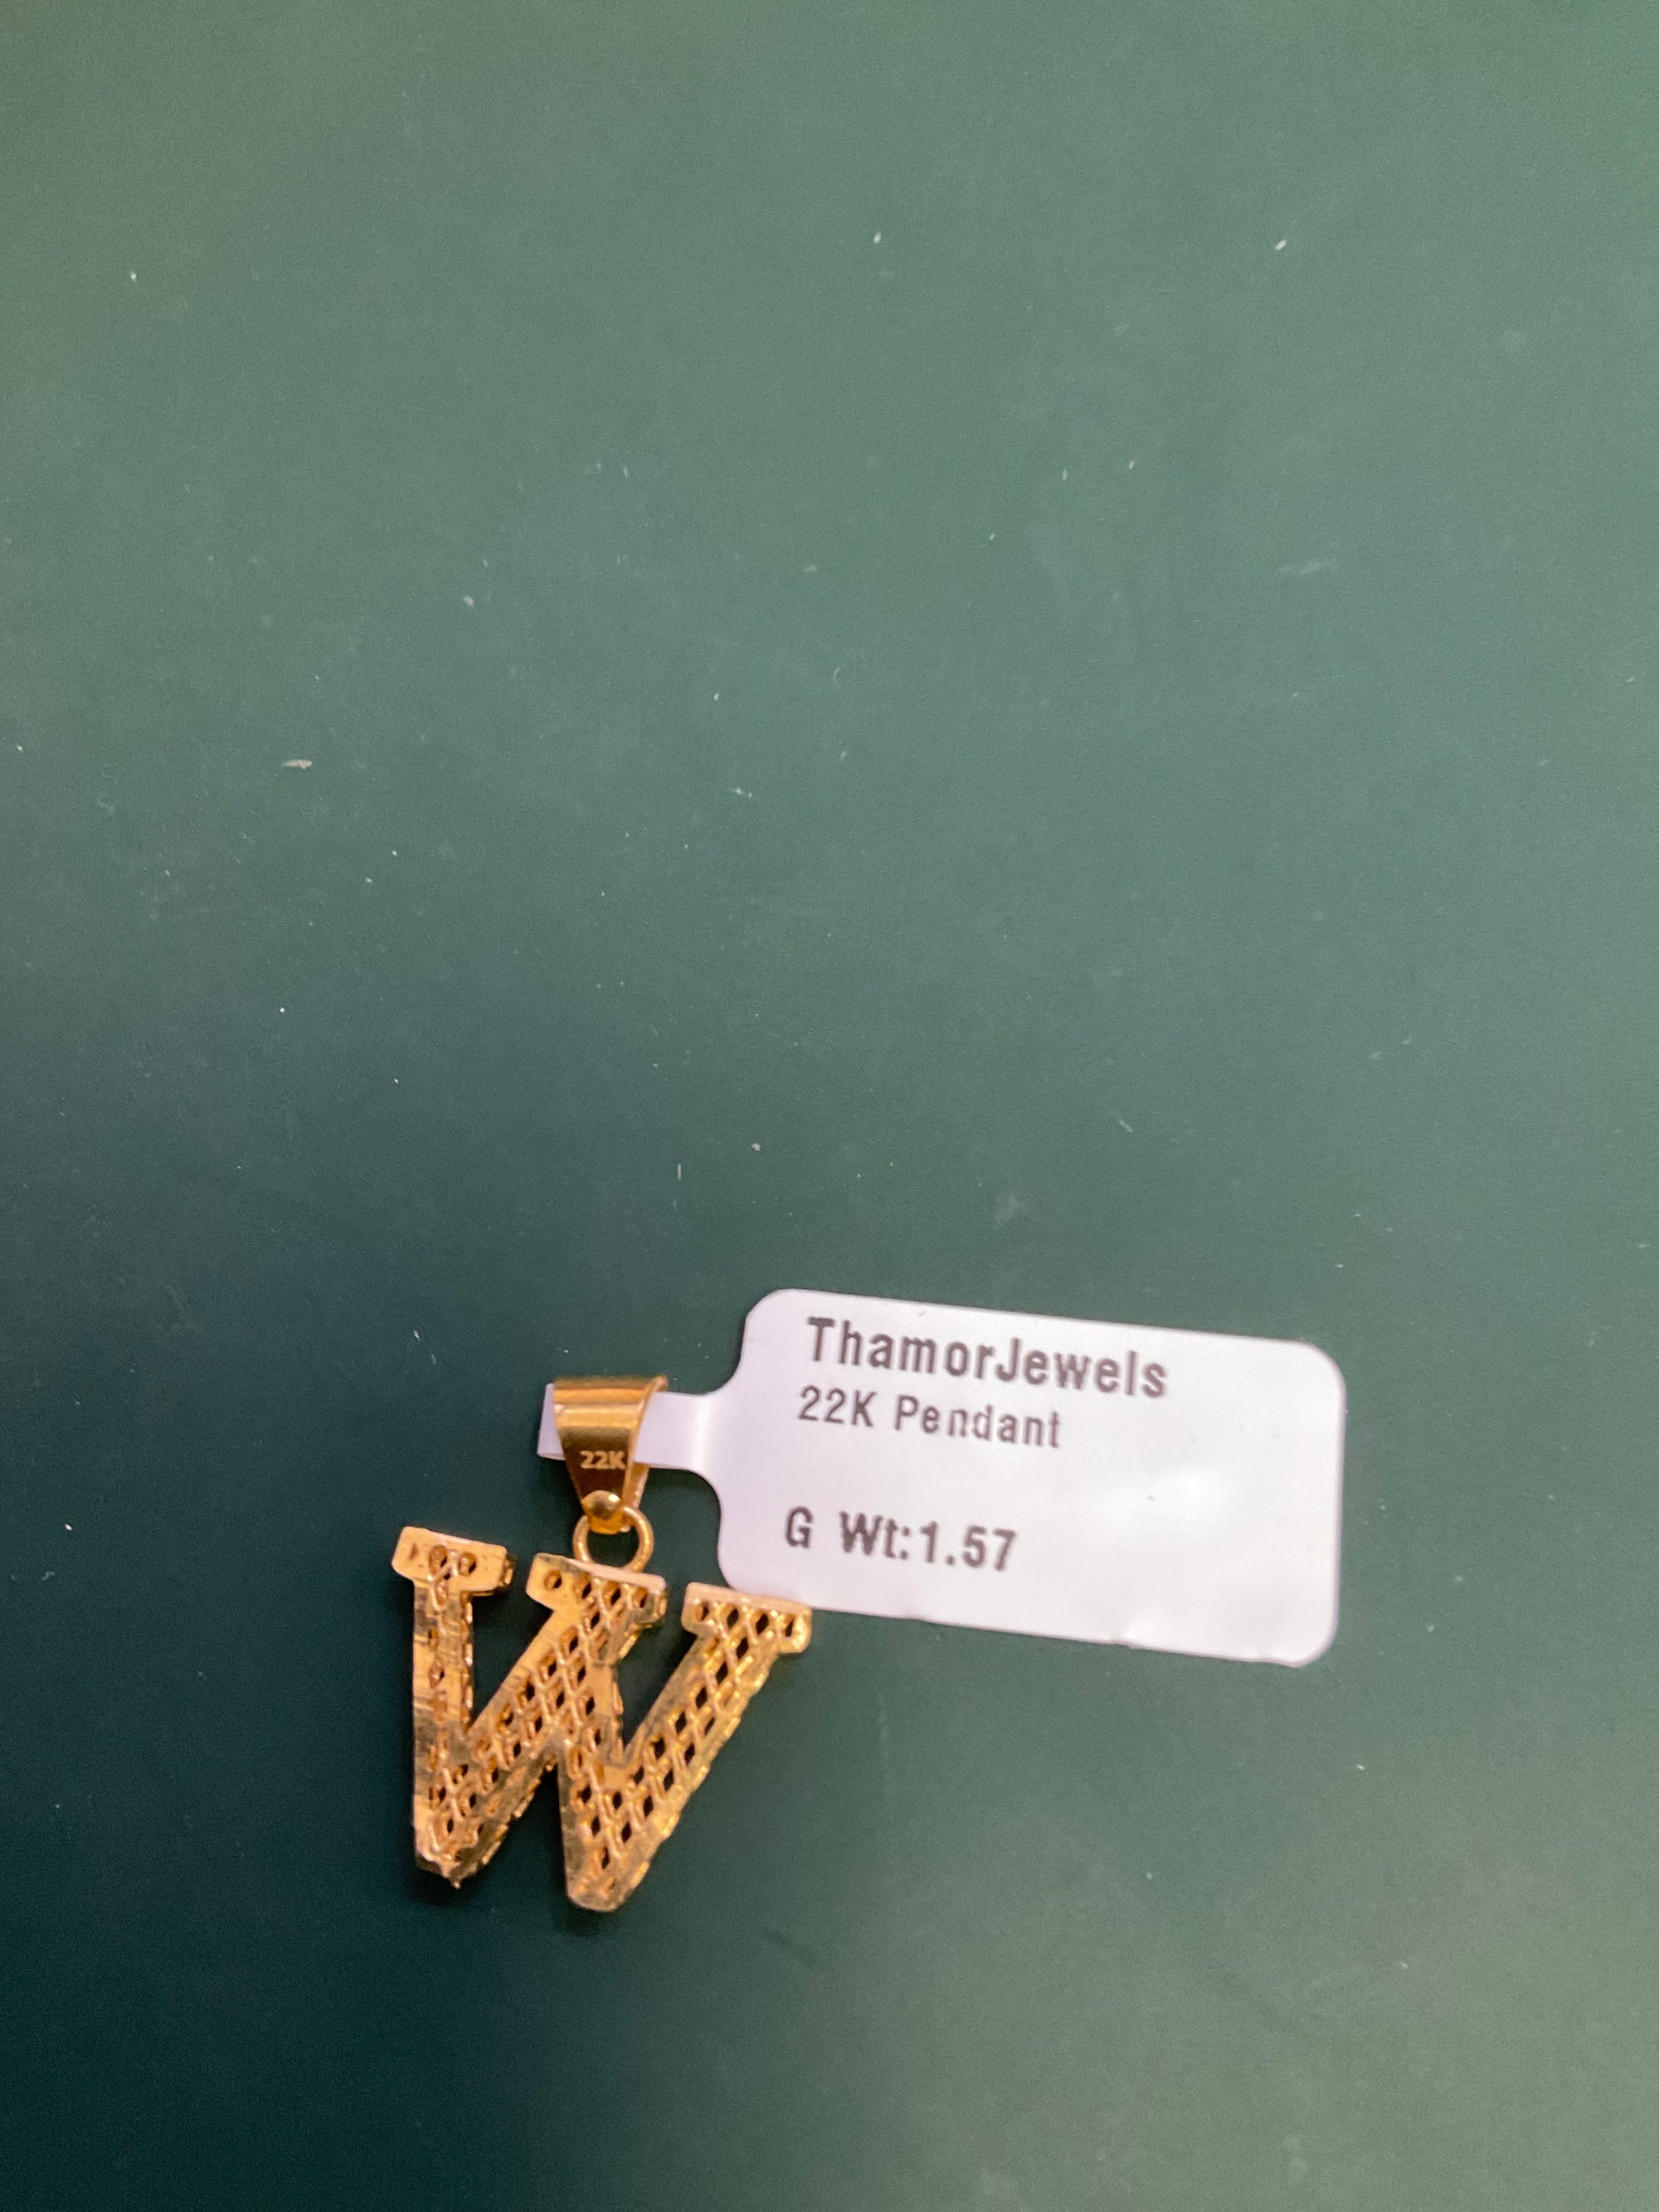 ThamorJewels
22K Pendant
G Wt:1.57
22K
W